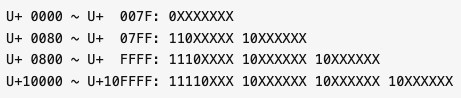 U+ 0000 ~ U+  007F: 0XXXXXXX
U+ 0080 ~ U+  07FF: 110XXXXX 10XXXXXX
U+ 0800 ~ U+  FFFF: 1110XXXX 10XXXXXX 10XXXXXX
U+10000 ~ U+10FFFF: 11110XXX 10XXXXXX 10XXXXXX 10XXXXXX